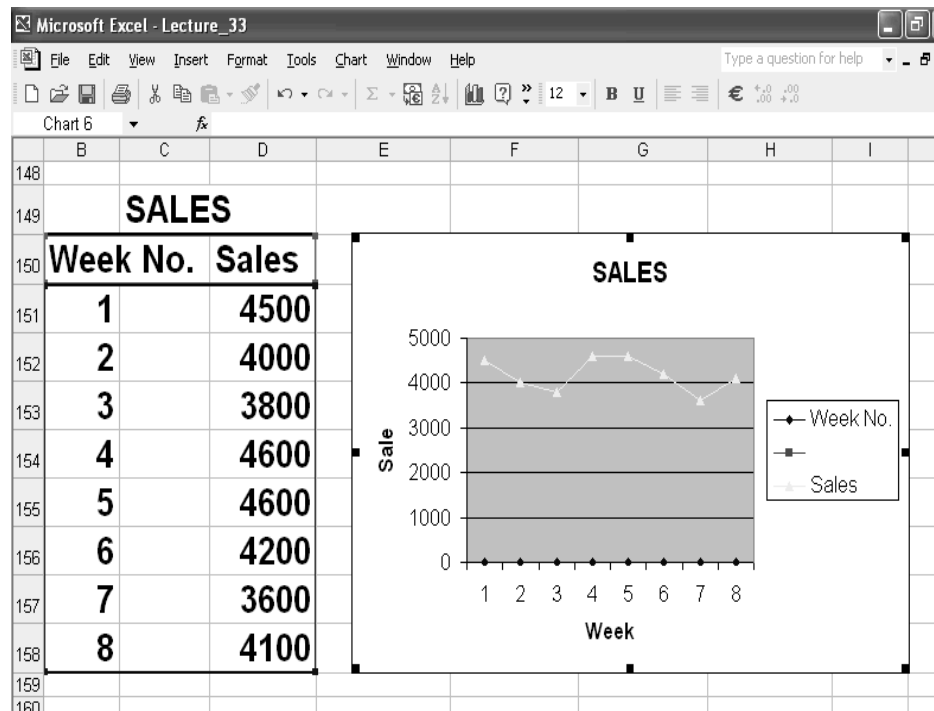 Microsoft Excel - Lecture_33
File Edit View Insert Format Tools Chart Window Help Type a question for help
12 B U €
Chart 6 fx
B C D E F G H I
148
149 SALES
150 Week No. Sales
151 1 4500
152 2 4000
153 3 3800
154 4 4600
155 5 4600
156 6 4200
157 7 3600
158 8 4100
159
160
SALES
5000
4000
3000
2000
1000
0
Sale
1 2 3 4 5 6 7 8
Week
Week No.
Sales